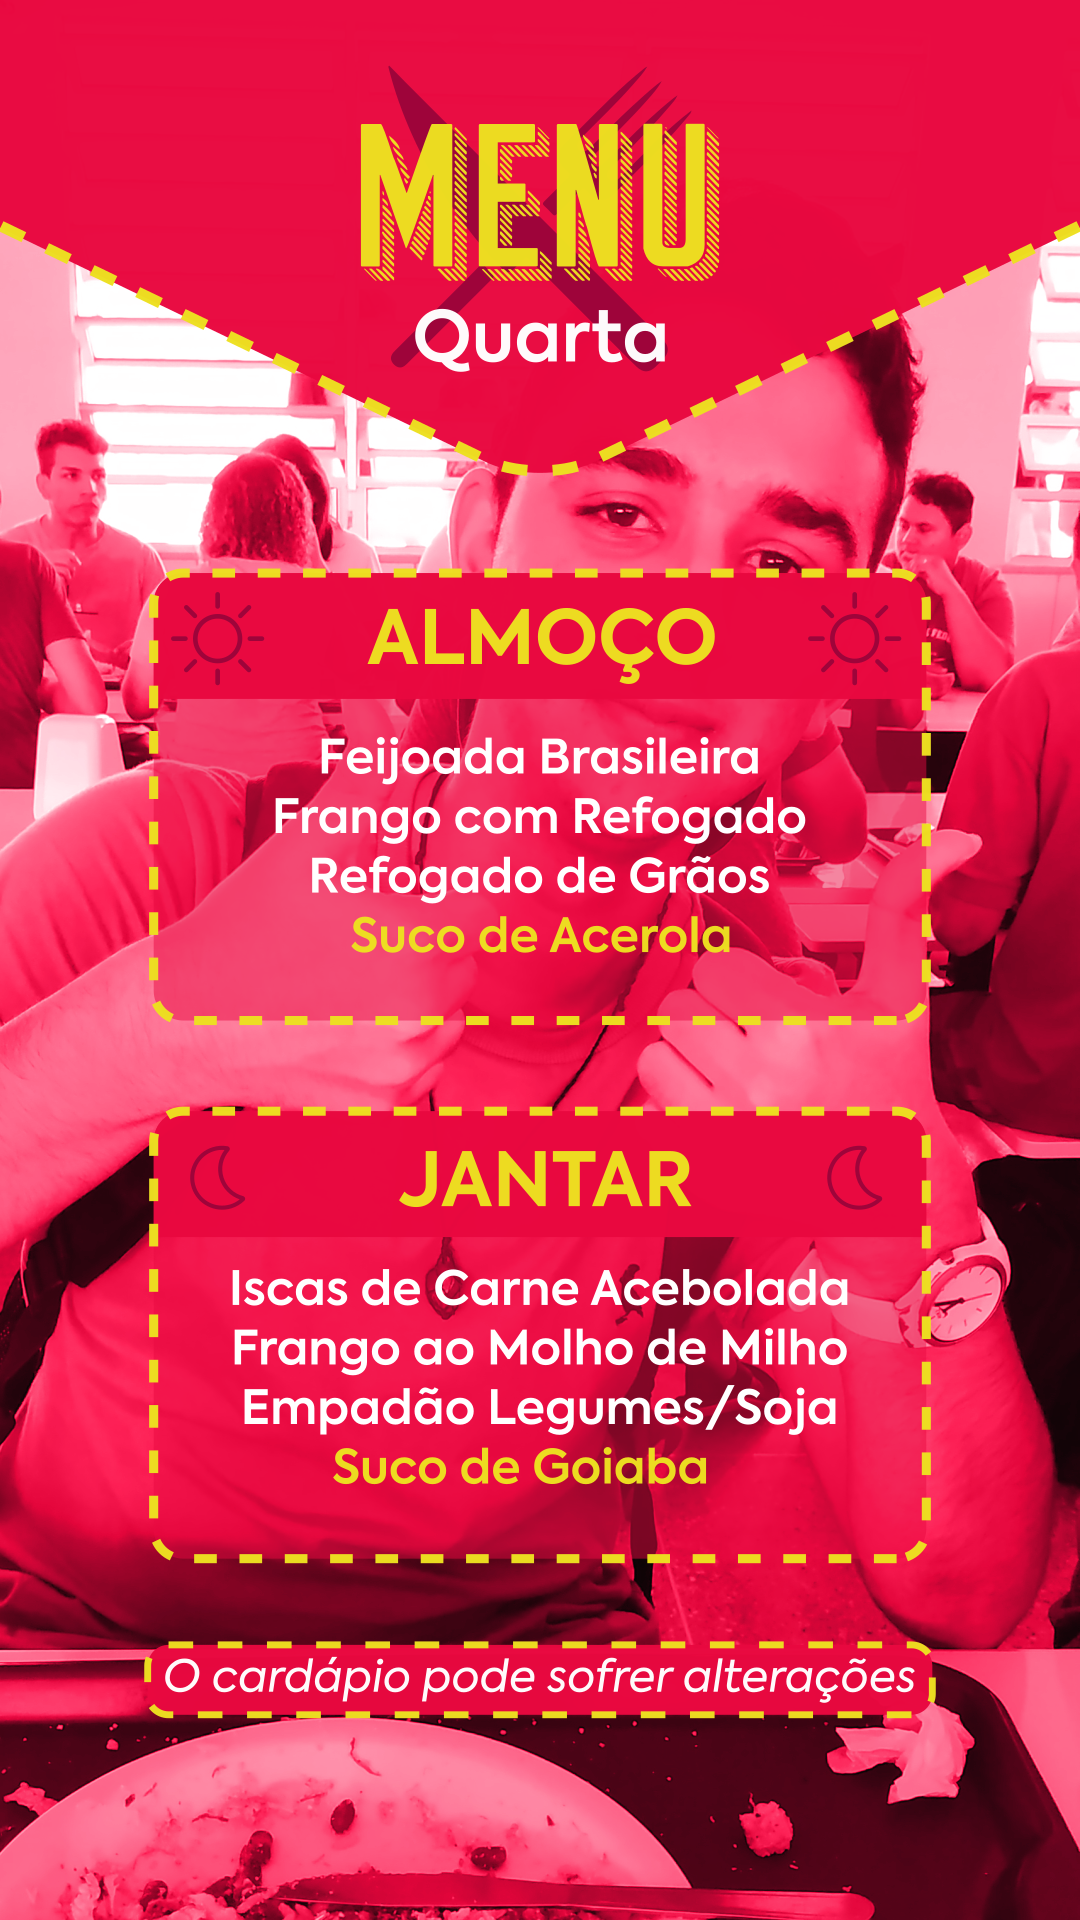 MENU
Quarta
ALMOÇO
Feijoada Brasileira
Frango com Refogado
Refogado de Grãos
Suco de Acerola
JANTAR
Iscas de Carne Acebolada
Frango ao Molho de Milho
Empadão Legumes/Soja
Suco de Goiaba
O cardápio pode sofrer alterações